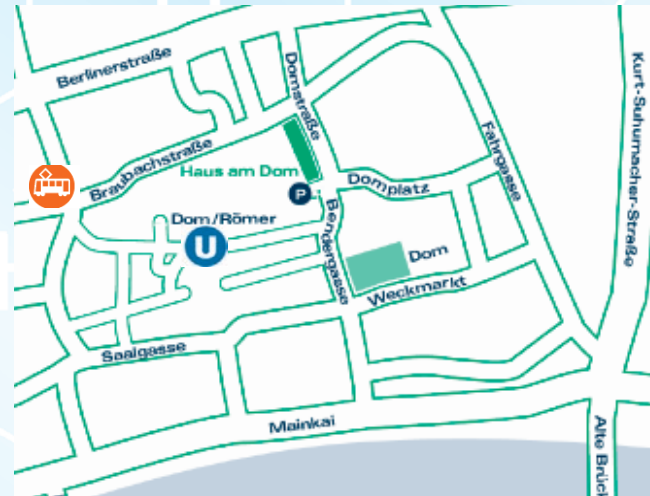 Berlinerstraße
Domstraße
Kurt-Suhumacher-Straße
Fahrgasse
Braubachstraße
Haus am Dom
P
Domplatz
Dom/Römer
U
Bendergasse
Dom
Weckmarkt
Saalgasse
Mainkai
Alte Brück